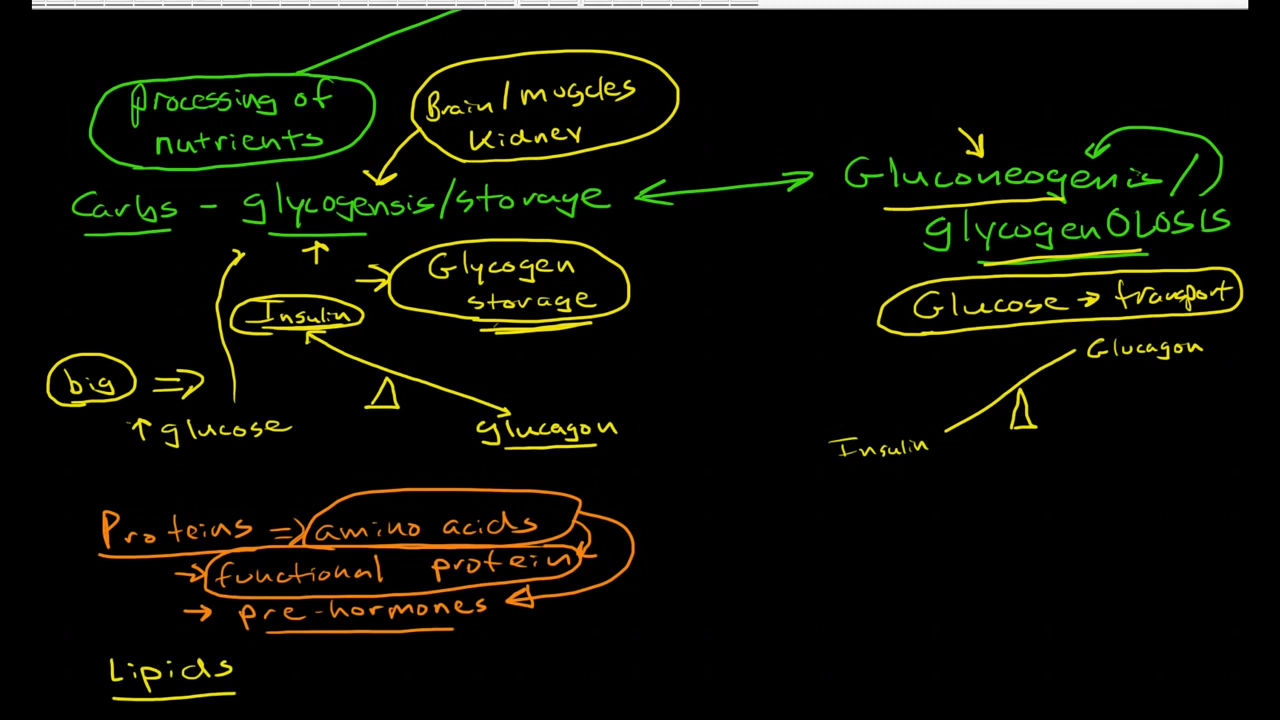 processing of
nutrients
Brain/muscles
Kidner
Carbs - glycogensis/storage
Gluconeogenis/
glycogenOLOSIS
↑
Glycogen
storage
Insulin
Glucose → transport
Glucagon
big ⇒
↑ glucose
Δ
glucagon
Δ
Insulin
Proteins ⇒ amino acids
→ functional protein
→ pre-hormones
Lipids